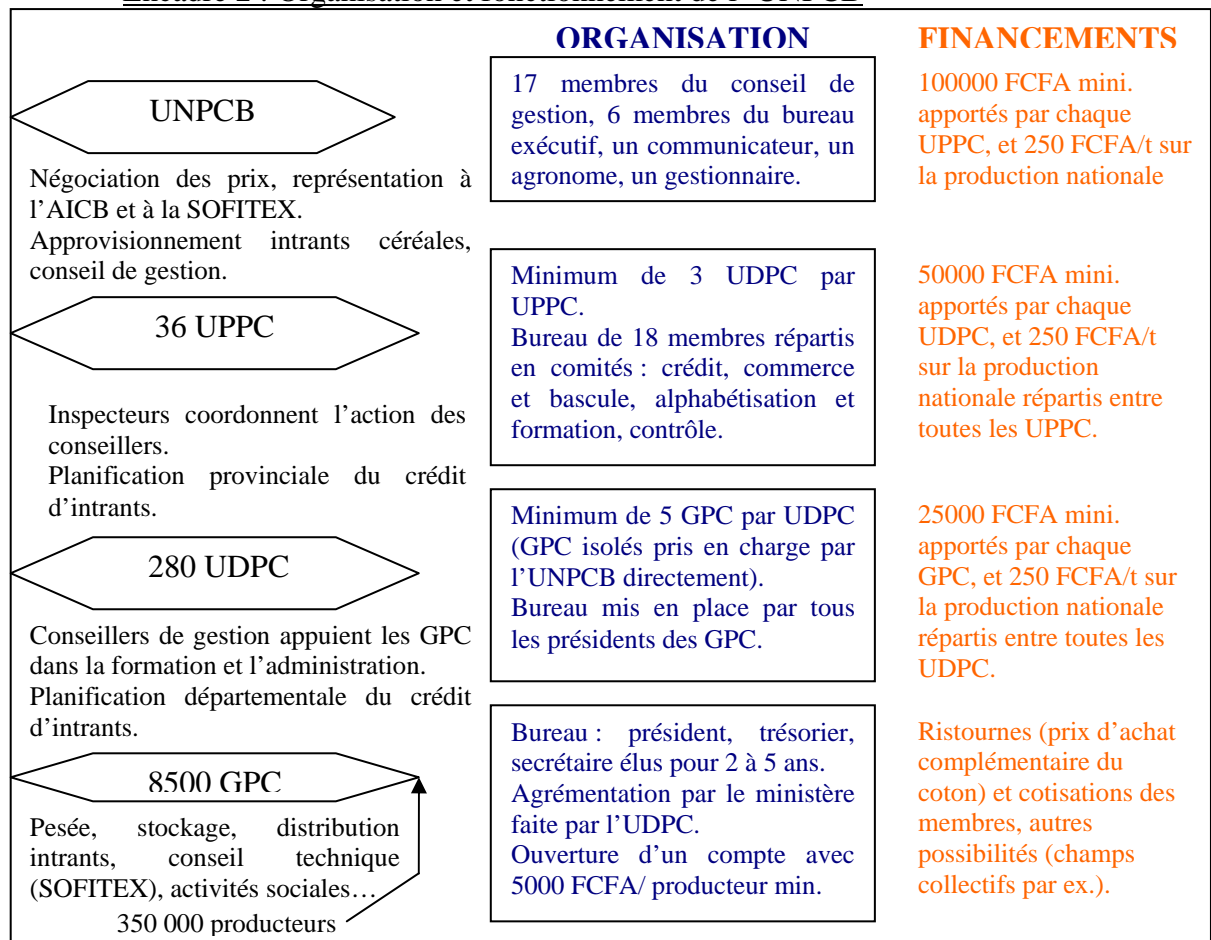 Encadré 2 : Organisation et fonctionnement de l’ UNPCB
ORGANISATION
FINANCEMENTS
UNPCB
Négociation des prix, représentation à
l’AICB et à la SOFITEX.
Approvisionnement intrants céréales,
conseil de gestion.
17 membres du conseil de
gestion, 6 membres du bureau
exécutif, un communicateur, un
agronome, un gestionnaire.
100000 FCFA mini.
apportés par chaque
UPPC, et 250 FCFA/t sur
la production nationale
36 UPPC
Inspecteurs coordonnent l’action des
conseillers.
Planification provinciale du crédit
d’intrants.
Minimum de 3 UDPC par
UPPC.
Bureau de 18 membres répartis
en comités : crédit, commerce
et bascule, alphabétisation et
formation, contrôle.
50000 FCFA mini.
apportés par chaque
UDPC, et 250 FCFA/t
sur la production
nationale répartis entre
toutes les UPPC.
280 UDPC
Conseillers de gestion appuient les GPC
dans la formation et l’administration.
Planification départementale du crédit
d’intrants.
Minimum de 5 GPC par UDPC
(GPC isolés pris en charge par
l’UNPCB directement).
Bureau mis en place par tous
les présidents des GPC.
25000 FCFA mini.
apportés par chaque
GPC, et 250 FCFA/t sur
la production nationale
répartis entre toutes les
UDPC.
8500 GPC
Pesée, stockage, distribution
intrants, conseil technique
(SOFITEX), activités sociales…
350 000 producteurs
Bureau : président, trésorier,
secrétaire élus pour 2 à 5 ans.
Agrémentation par le ministère
faite par l’UDPC.
Ouverture d’un compte avec
5000 FCFA/ producteur min.
Ristournes (prix d’achat
complémentaire du
coton) et cotisations des
membres, autres
possibilités (champs
collectifs par ex.).